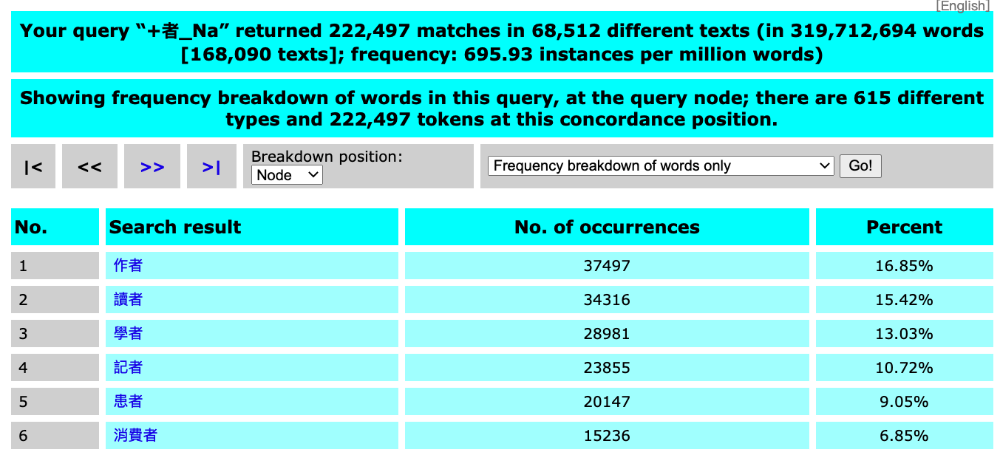 [English]
Your query “+者_Na” returned 222,497 matches in 68,512 different texts (in 319,712,694 words
[168,090 texts]; frequency: 695.93 instances per million words)
Showing frequency breakdown of words in this query, at the query node; there are 615 different
types and 222,497 tokens at this concordance position.
|< << >> >| Breakdown position: Node Frequency breakdown of words only Go!
No. Search result No. of occurrences Percent
1 作者 37497 16.85%
2 讀者 34316 15.42%
3 學者 28981 13.03%
4 記者 23855 10.72%
5 患者 20147 9.05%
6 消費者 15236 6.85%